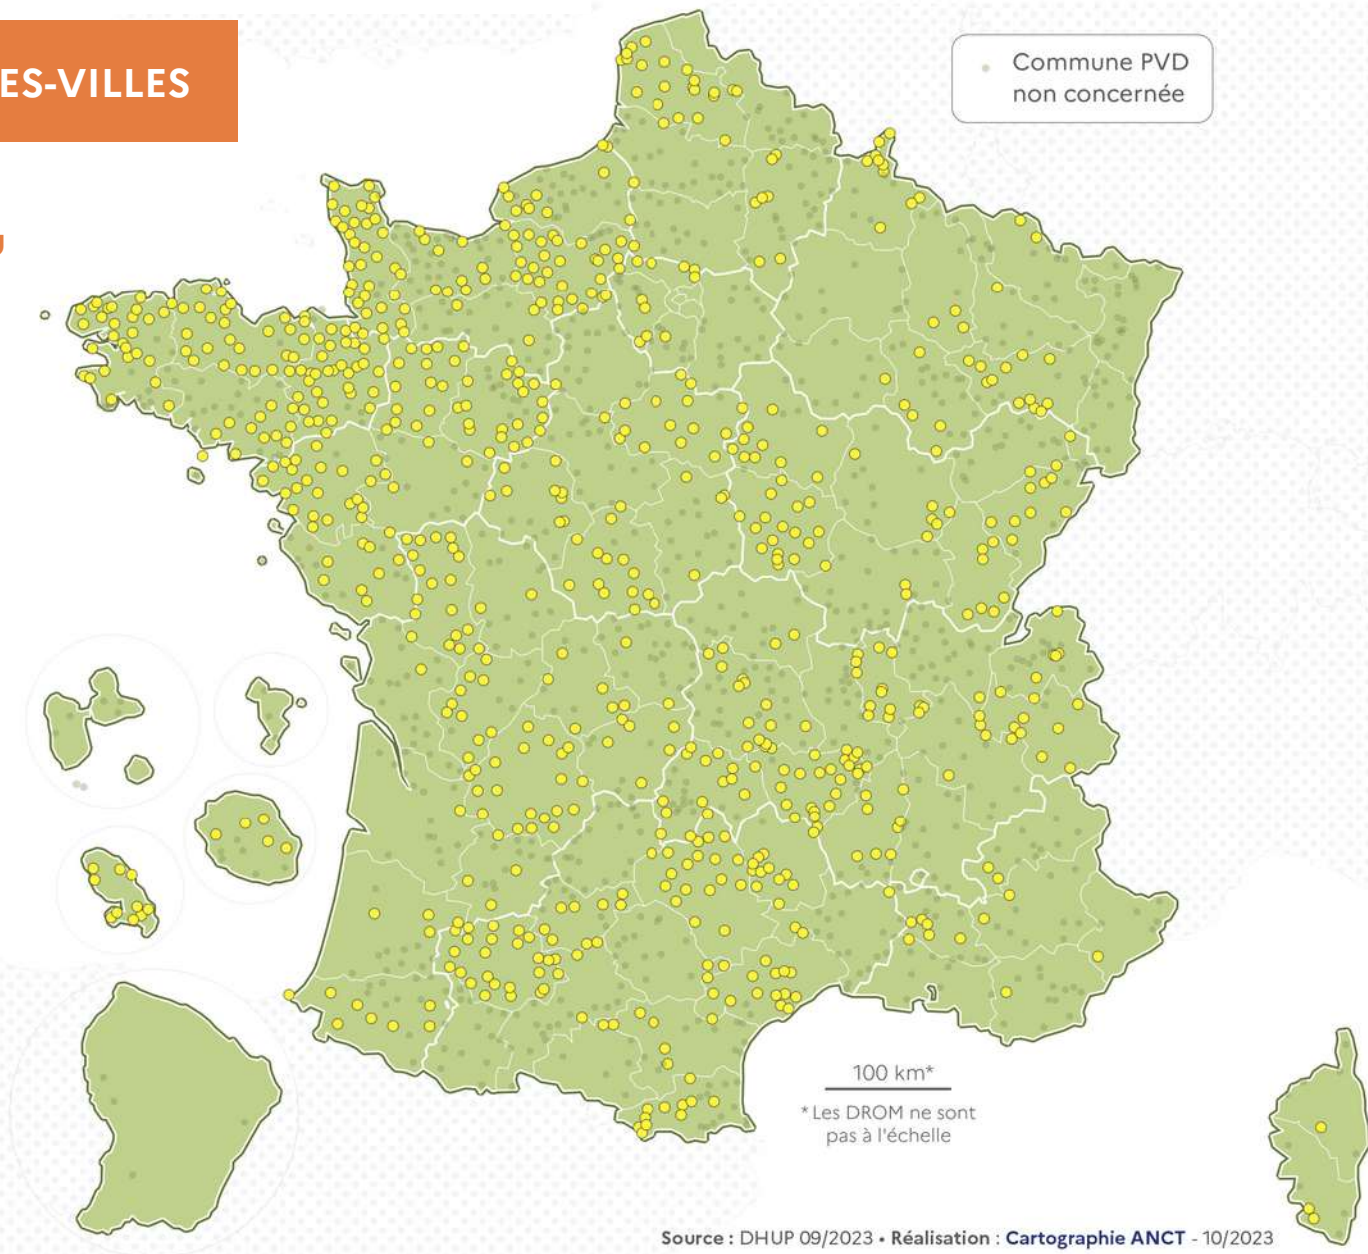 ES-VILLES
Commune PVD
non concernée
100 km*
* Les DROM ne sont
pas à l'échelle
Source : DHUP 09/2023 • Réalisation : Cartographie ANCT - 10/2023